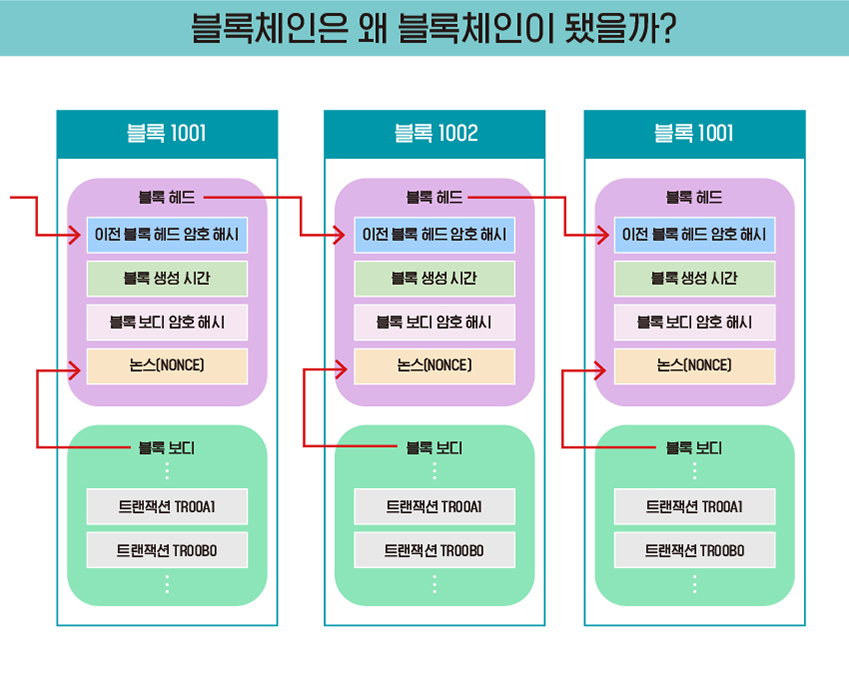 블록체인은 왜 블록체인이 됐을까?
블록 1001
블록 헤드
이전 블록 헤드 암호 해시
블록 생성 시간
블록 보디 암호 해시
논스(NONCE)
블록 보디
트랜잭션 TR00A1
트랜잭션 TR00B0
블록 1002
블록 헤드
이전 블록 헤드 암호 해시
블록 생성 시간
블록 보디 암호 해시
논스(NONCE)
블록 보디
트랜잭션 TR00A1
트랜잭션 TR00B0
블록 1001
블록 헤드
이전 블록 헤드 암호 해시
블록 생성 시간
블록 보디 암호 해시
논스(NONCE)
블록 보디
트랜잭션 TR00A1
트랜잭션 TR00B0